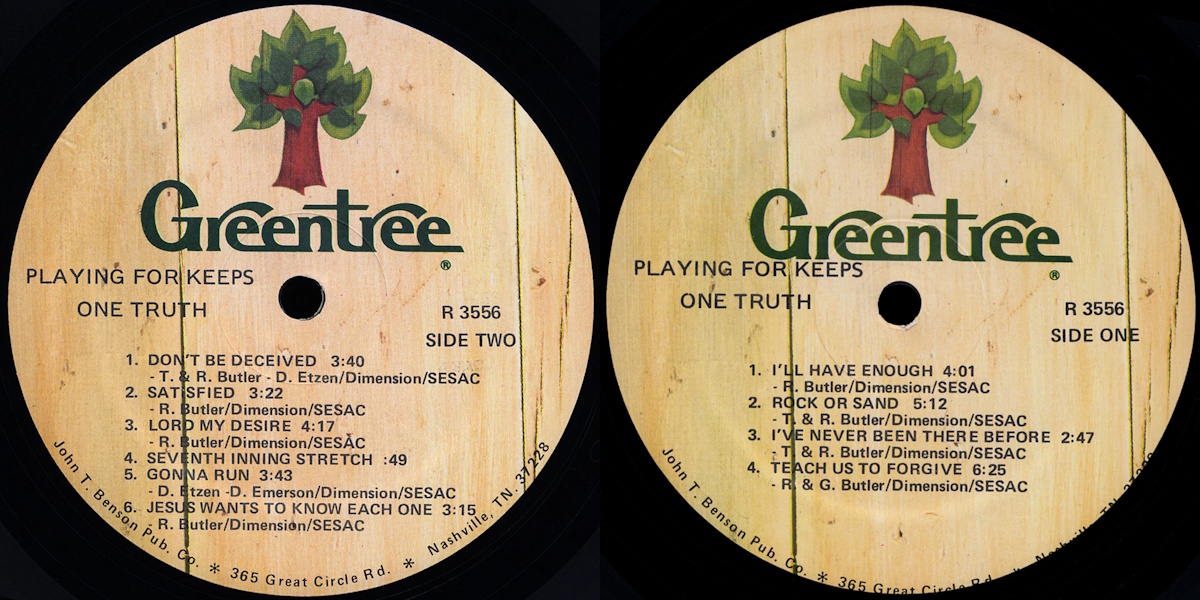 Greentree
®
PLAYING FOR KEEPS
ONE TRUTH
R 3556
SIDE TWO
1. DON'T BE DECEIVED 3:40
- T. & R. Butler - D. Etzen/Dimension/SESAC
2. SATISFIED 3:22
- R. Butler/Dimension/SESAC
3. LORD MY DESIRE 4:17
- R. Butler/Dimension/SESAC
4. SEVENTH INNING STRETCH :49
5. GONNA RUN 3:43
- D. Etzen -D. Emerson/Dimension/SESAC
6. JESUS WANTS TO KNOW EACH ONE 3:15
- R. Butler/Dimension/SESAC
John T. Benson Pub. Co. * 365 Great Circle Rd. * Nashville, TN. 37228
Greentree
®
PLAYING FOR KEEPS
ONE TRUTH
R 3556
SIDE ONE
1. I'LL HAVE ENOUGH 4:01
- R. Butler/Dimension/SESAC
2. ROCK OR SAND 5:12
- T. & R. Butler/Dimension/SESAC
3. I'VE NEVER BEEN THERE BEFORE 2:47
- T. & R. Butler/Dimension/SESAC
4. TEACH US TO FORGIVE 6:25
- R. & G. Butler/Dimension/SESAC
John T. Benson Pub. Co. * 365 Great Circle Rd. * Nashville, TN.